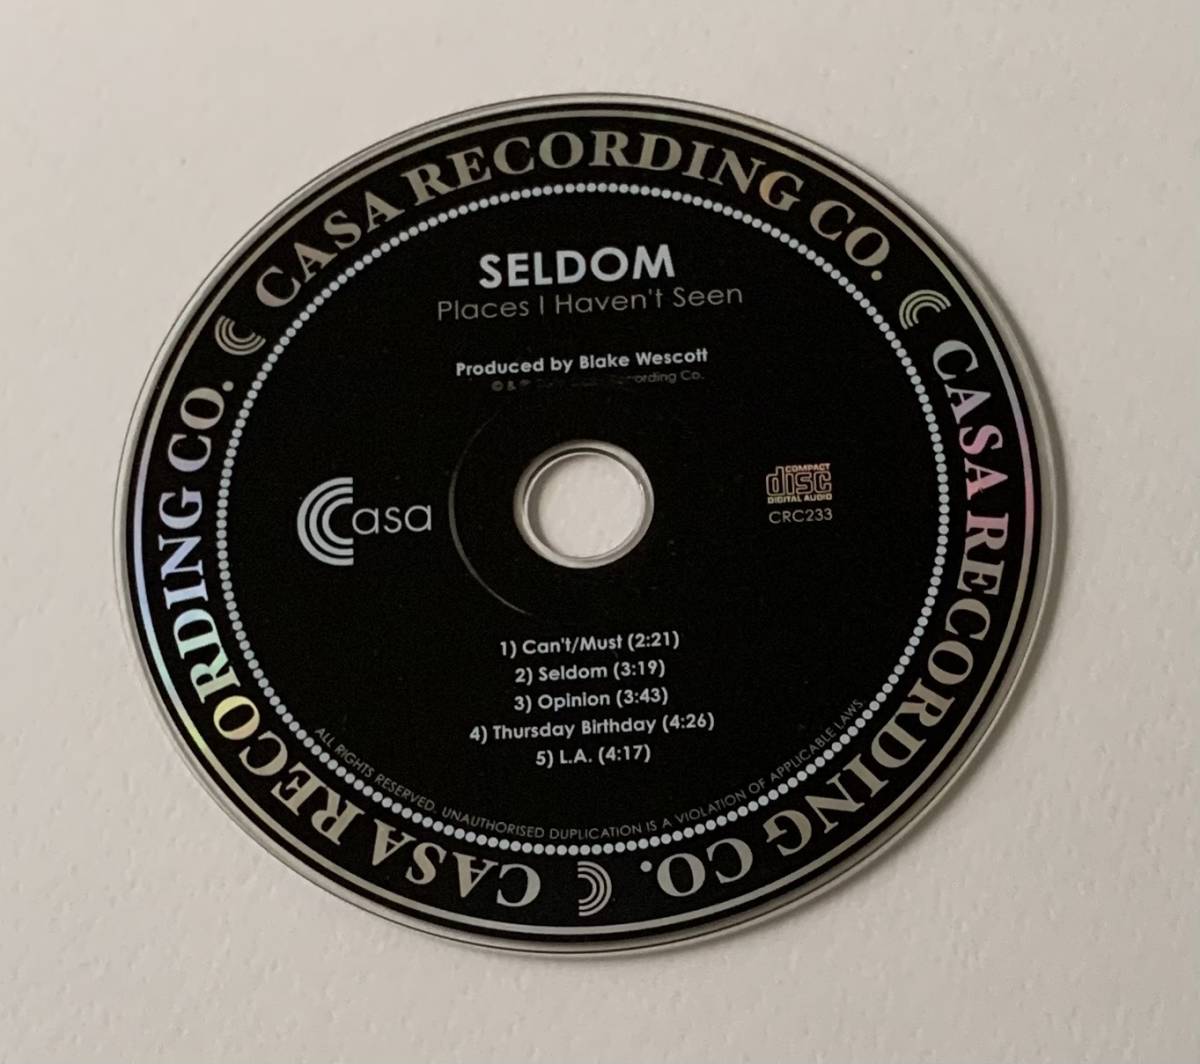 CASA RECORDING CO.
CASA RECORDING CO.
CASA RECORDING CO.
SELDOM
Places I Haven't Seen
Produced by Blake Wescott
© & ℗ Recording Co.
Casa
COMPACT
disc
DIGITAL AUDIO
CRC233
1) Can't/Must (2:21)
2) Seldom (3:19)
3) Opinion (3:43)
4) Thursday Birthday (4:26)
5) L.A. (4:17)
ALL RIGHTS RESERVED. UNAUTHORISED DUPLICATION IS A VIOLATION OF APPLICABLE LAWS.